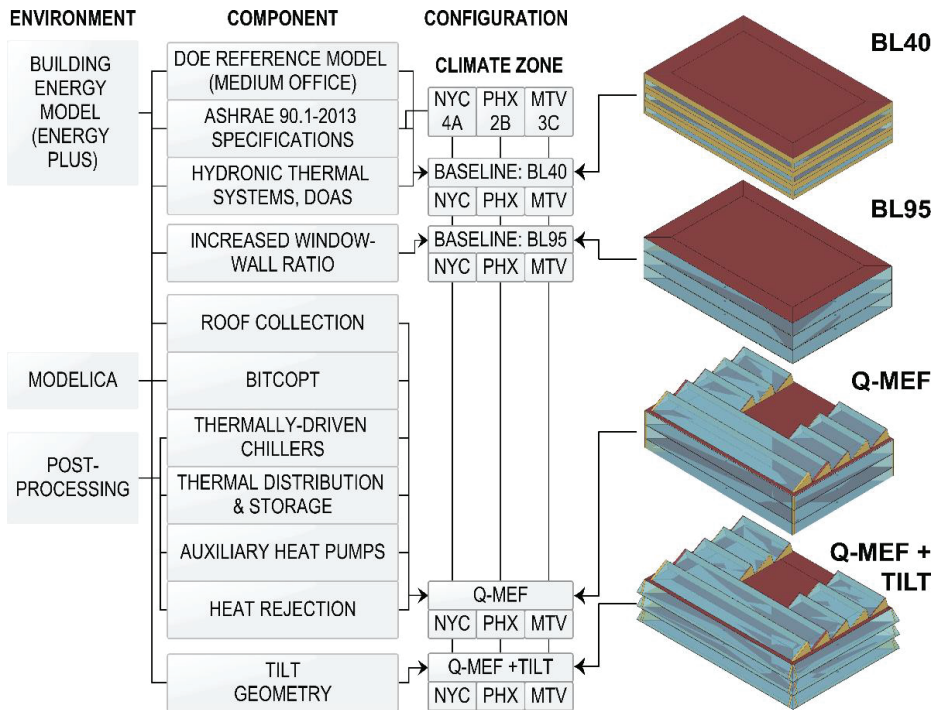 ENVIRONMENT
COMPONENT
CONFIGURATION
BUILDING
ENERGY
MODEL
(ENERGY
PLUS)
MODELICA
POST-
PROCESSING
DOE REFERENCE MODEL
(MEDIUM OFFICE)
ASHRAE 90.1-2013
SPECIFICATIONS
HYDRONIC THERMAL
SYSTEMS, DOAS
INCREASED WINDOW-
WALL RATIO
ROOF COLLECTION
BITCOPT
THERMALLY-DRIVEN
CHILLERS
THERMAL DISTRIBUTION
& STORAGE
AUXILIARY HEAT PUMPS
HEAT REJECTION
TILT
GEOMETRY
CLIMATE ZONE
NYC PHX MTV
4A 2B 3C
BASELINE: BL40
NYC PHX MTV
BASELINE: BL95
NYC PHX MTV
Q-MEF
NYC PHX MTV
Q-MEF +TILT
NYC PHX MTV
BL40
BL95
Q-MEF
Q-MEF +
TILT